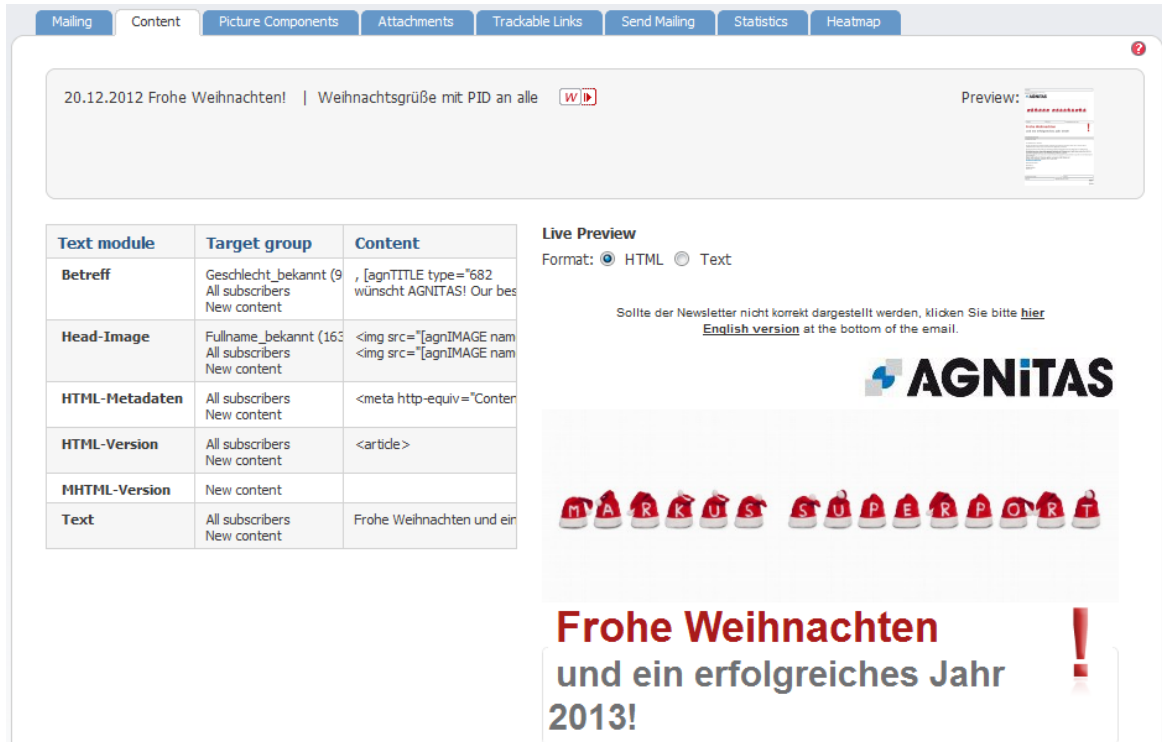 Mailing Content Picture Components Attachments Trackable Links Send Mailing Statistics Heatmap
?
20.12.2012 Frohe Weihnachten! | Weihnachtsgrüße mit PID an alle W Preview:
Text module Target group Content
Betreff Geschlecht_bekannt (9 , [agnTITLE type="682
All subscribers wünscht AGNITAS! Our bes
New content
Head-Image Fullname_bekannt (163 <img src="[agnIMAGE nam
All subscribers <img src="[agnIMAGE nam
New content
HTML-Metadaten All subscribers <meta http-equiv="Conten
New content
HTML-Version All subscribers <article>
New content
MHTML-Version New content
Text All subscribers Frohe Weihnachten und ein
New content
Live Preview
Format: HTML Text
Sollte der Newsletter nicht korrekt dargestellt werden, klicken Sie bitte hier
English version at the bottom of the email.
AGNiTAS
MARKUS SUPERPORT
Frohe Weihnachten !
und ein erfolgreiches Jahr
2013!